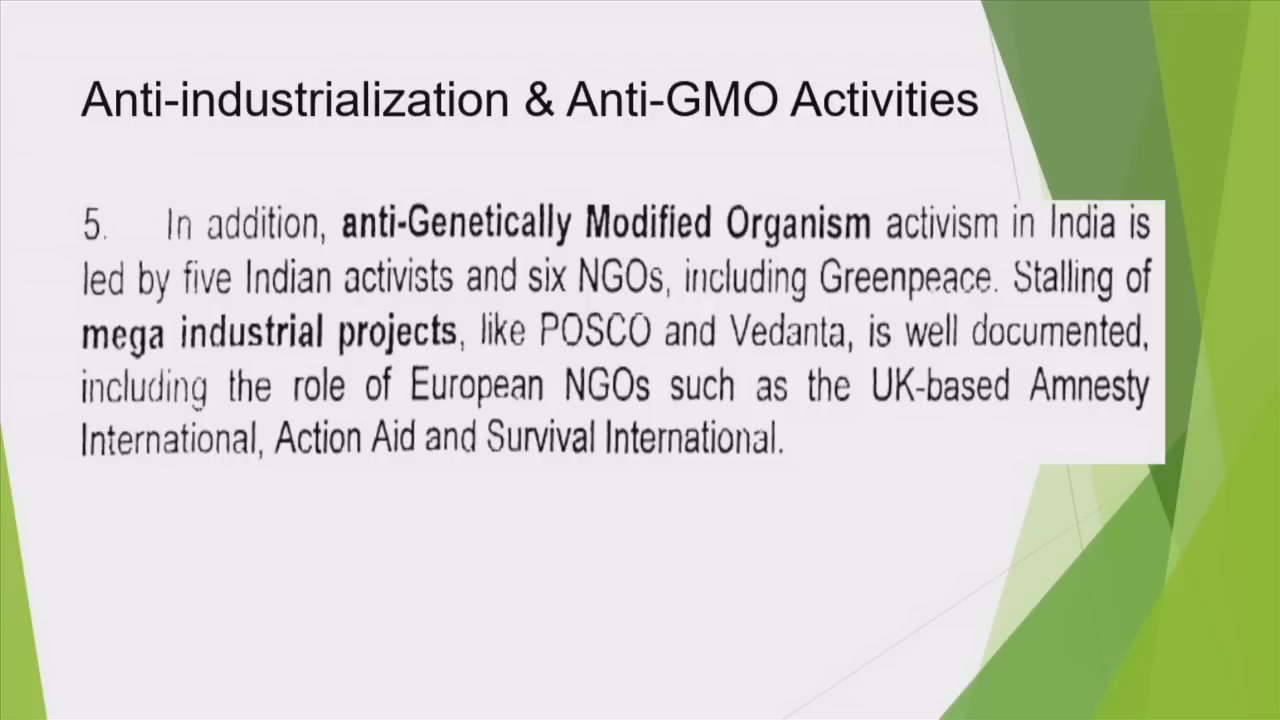 Anti-industrialization & Anti-GMO Activities
5. In addition, anti-Genetically Modified Organism activism in India is
led by five Indian activists and six NGOs, including Greenpeace. Stalling of
mega industrial projects, like POSCO and Vedanta, is well documented,
including the role of European NGOs such as the UK-based Amnesty
International, Action Aid and Survival International.